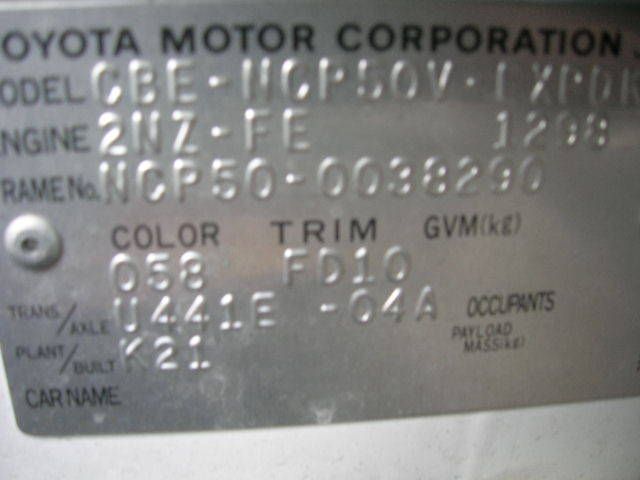 OYOTA MOTOR CORPORATION
ODEL CBE-NCP50V-
NGINE 2NZ-FE 1298
RAME No. NCP50-0038290
COLOR TRIM GVM(kg)
058 FD10
TRANS/AXLE U441E -04A OCCUPANTS
PAYLOAD
MASS(kg)
PLANT/BUILT K21
CAR NAME